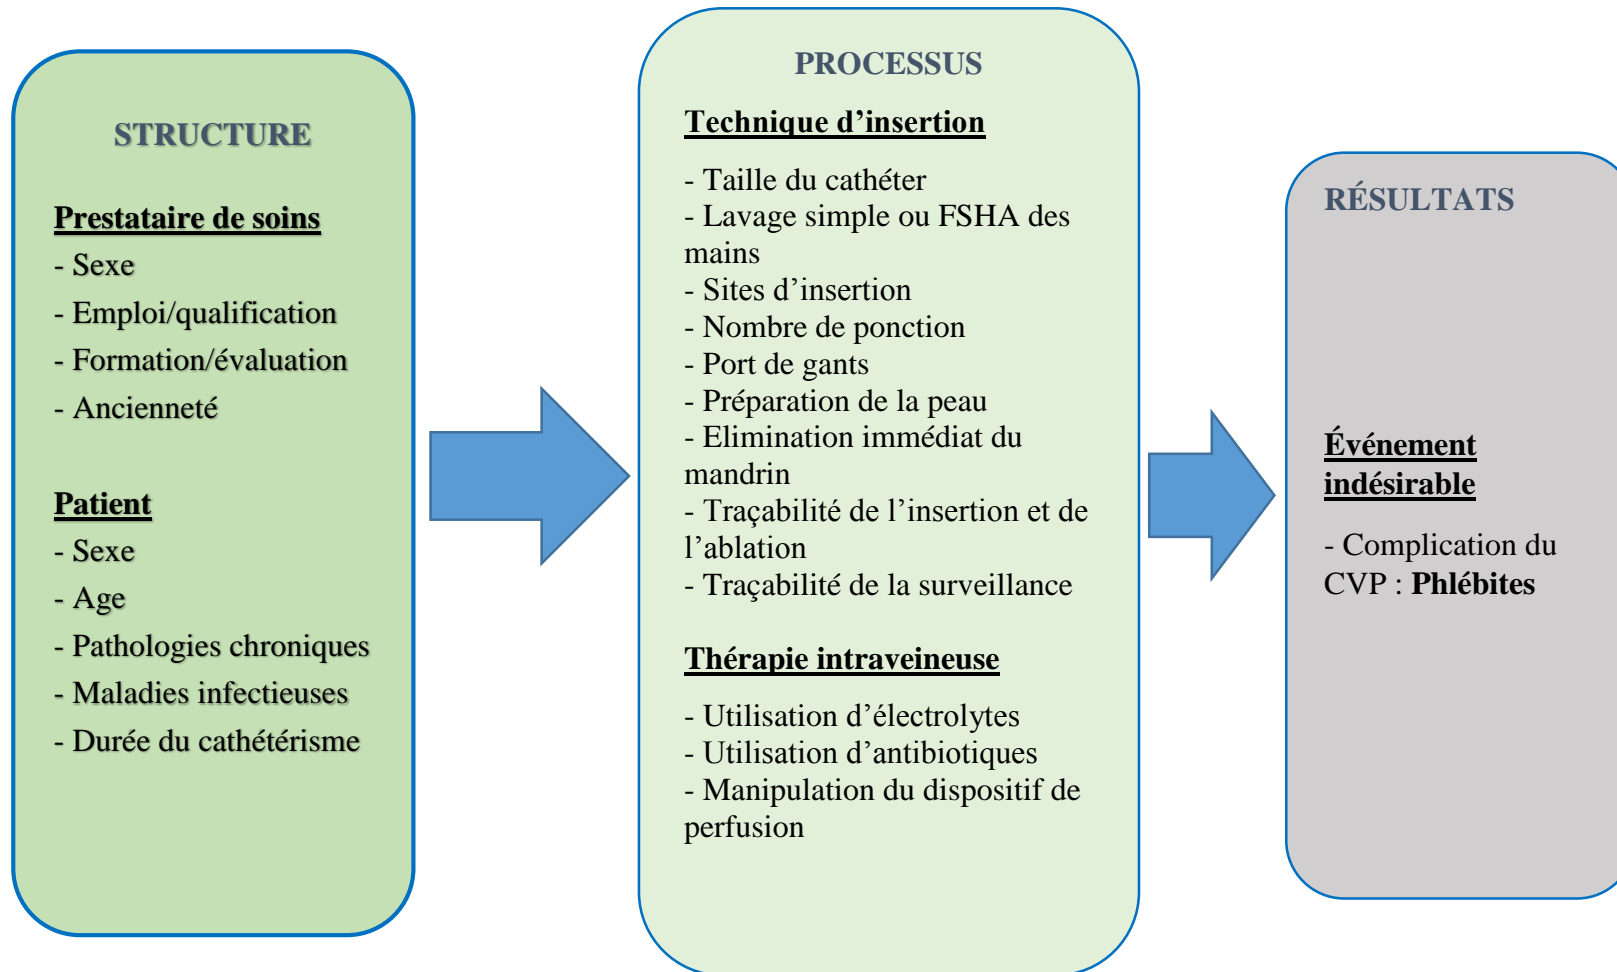 STRUCTURE
Prestataire de soins
- Sexe
- Emploi/qualification
- Formation/évaluation
- Ancienneté
Patient
- Sexe
- Age
- Pathologies chroniques
- Maladies infectieuses
- Durée du cathétérisme
PROCESSUS
Technique d’insertion
- Taille du cathéter
- Lavage simple ou FSHA des
mains
- Sites d’insertion
- Nombre de ponction
- Port de gants
- Préparation de la peau
- Elimination immédiat du
mandrin
- Traçabilité de l’insertion et de
l’ablation
- Traçabilité de la surveillance
Thérapie intraveineuse
- Utilisation d’électrolytes
- Utilisation d’antibiotiques
- Manipulation du dispositif de
perfusion
RÉSULTATS
Événement
indésirable
- Complication du
CVP : Phlébites